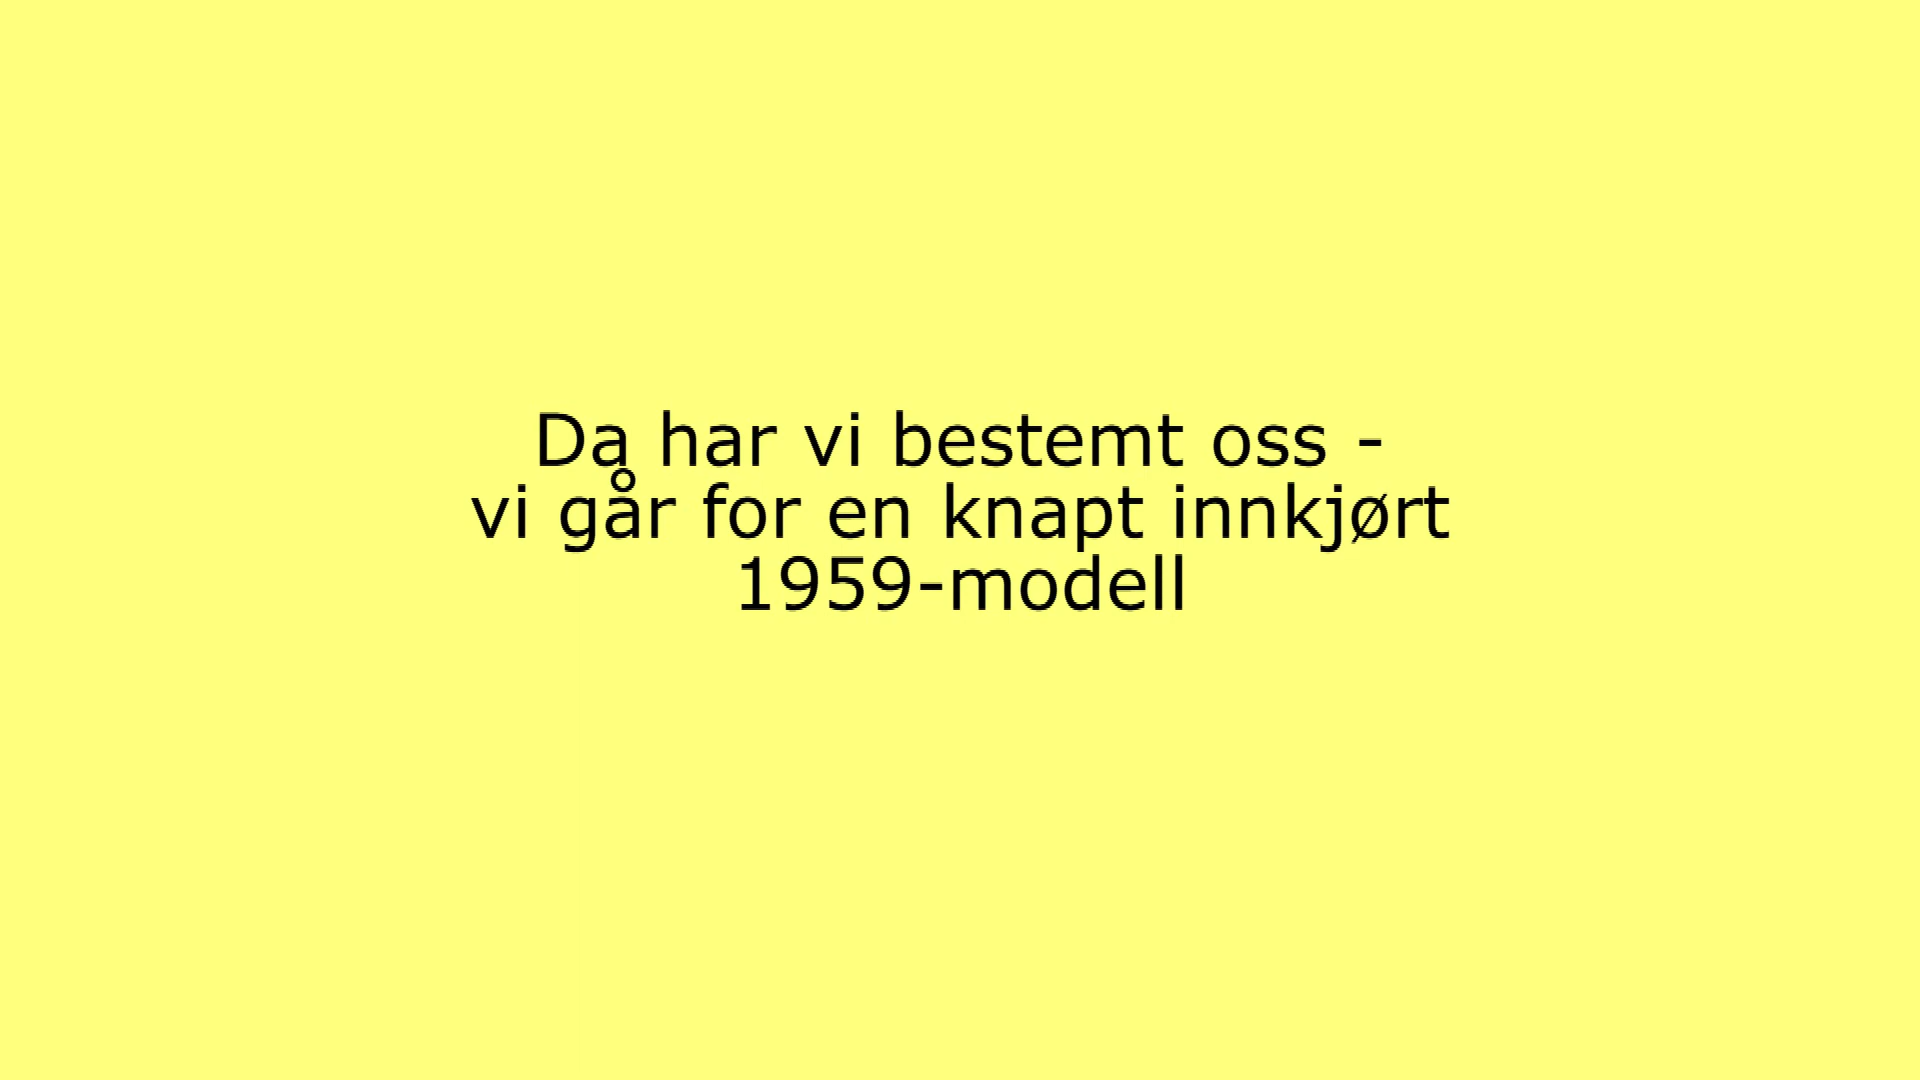 Da har vi bestemt oss -
vi går for en knapt innkjørt
1959-modell